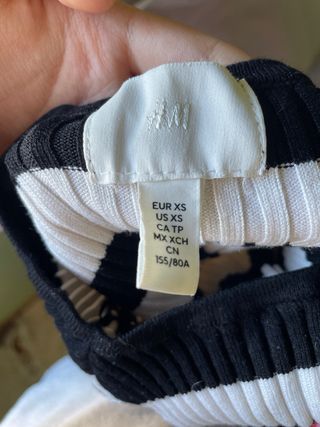 H&M
EUR XS
US XS
CA TP
MX XCH
CN
155/80A